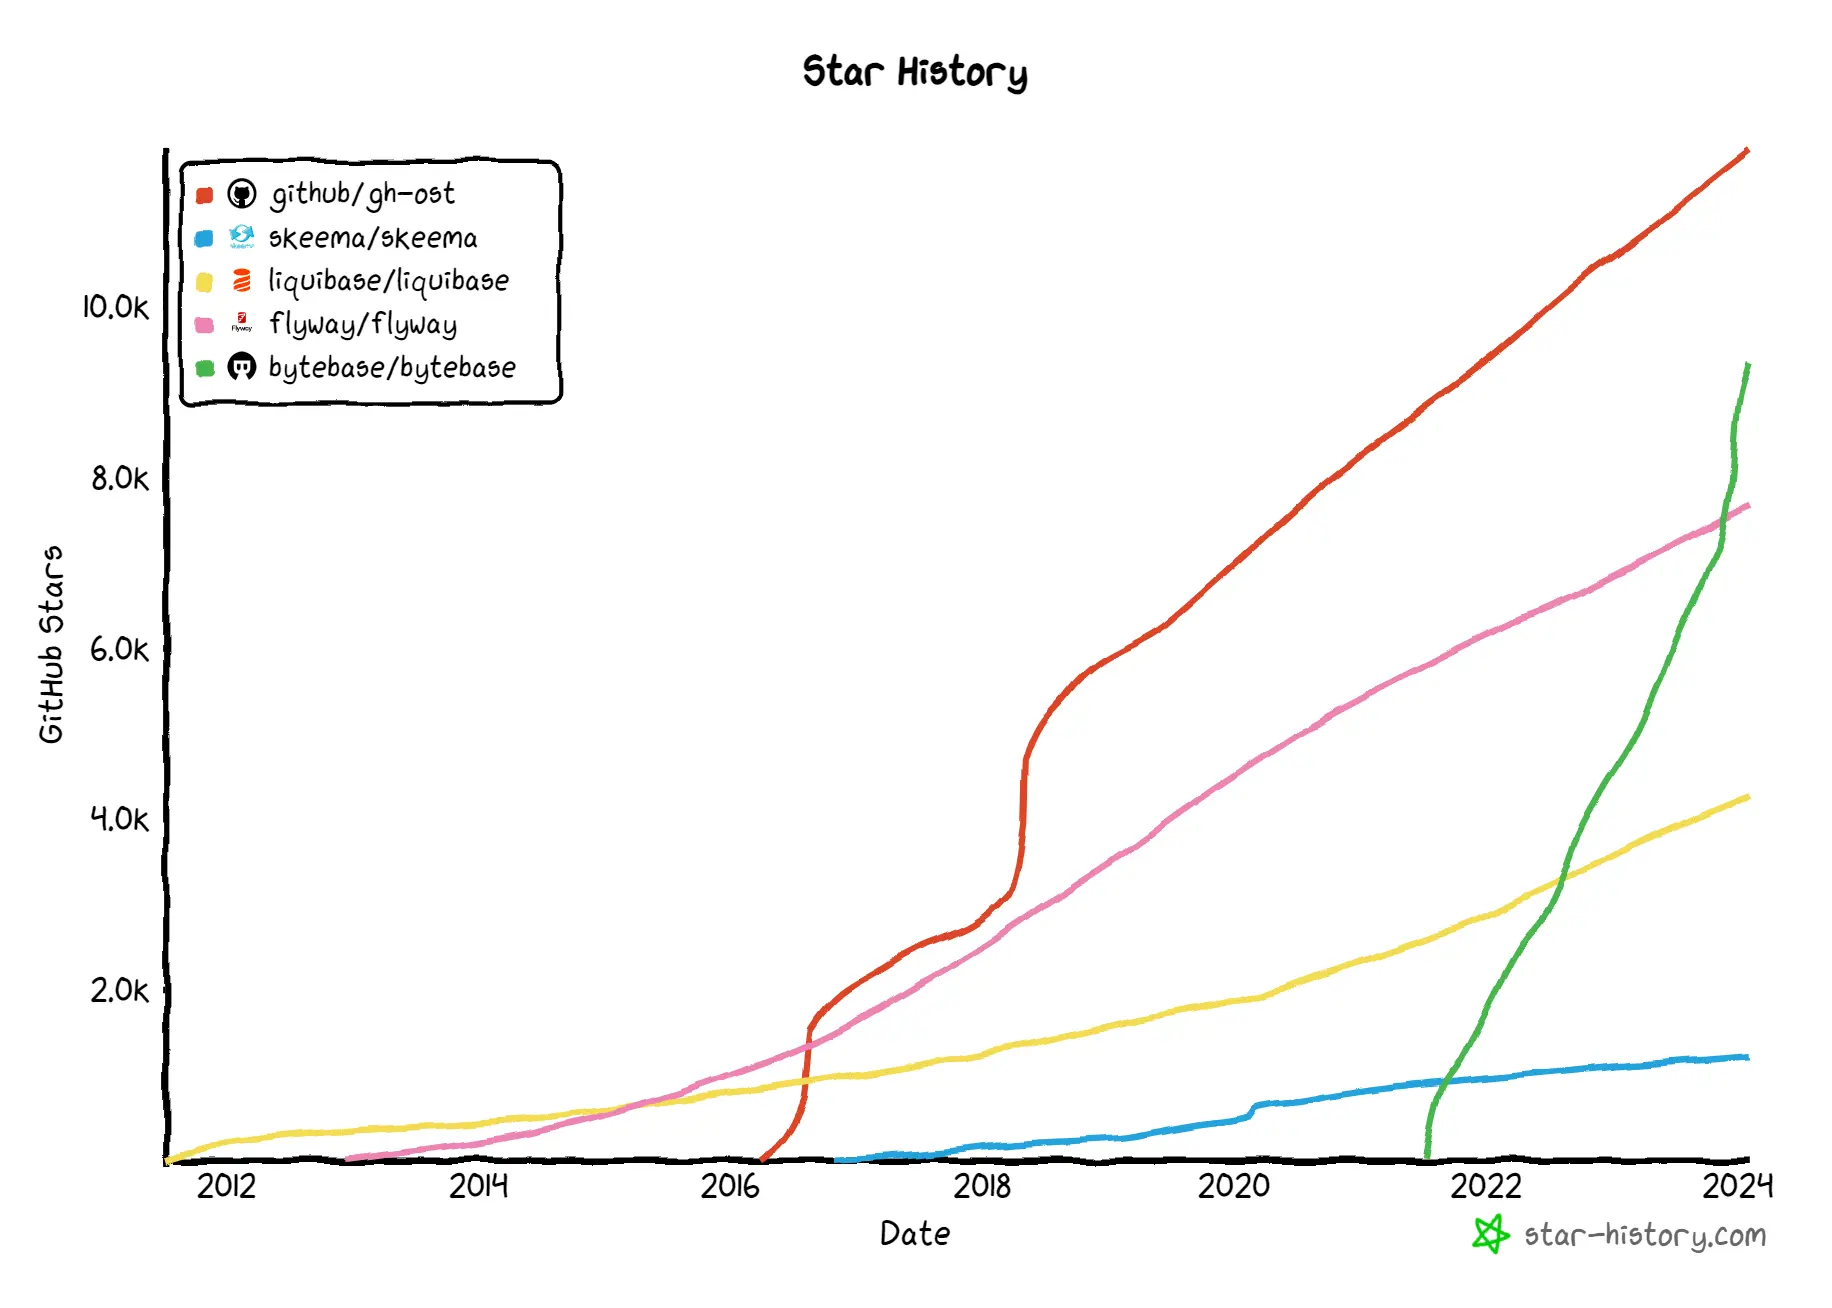 Star History
github/gh-ost
skeema/skeema
liquibase/liquibase
flyway/flyway
bytebase/bytebase
GitHub Stars
10.0k
8.0k
6.0k
4.0k
2.0k
2012 2014 2016 2018 2020 2022 2024
Date
star-history.com